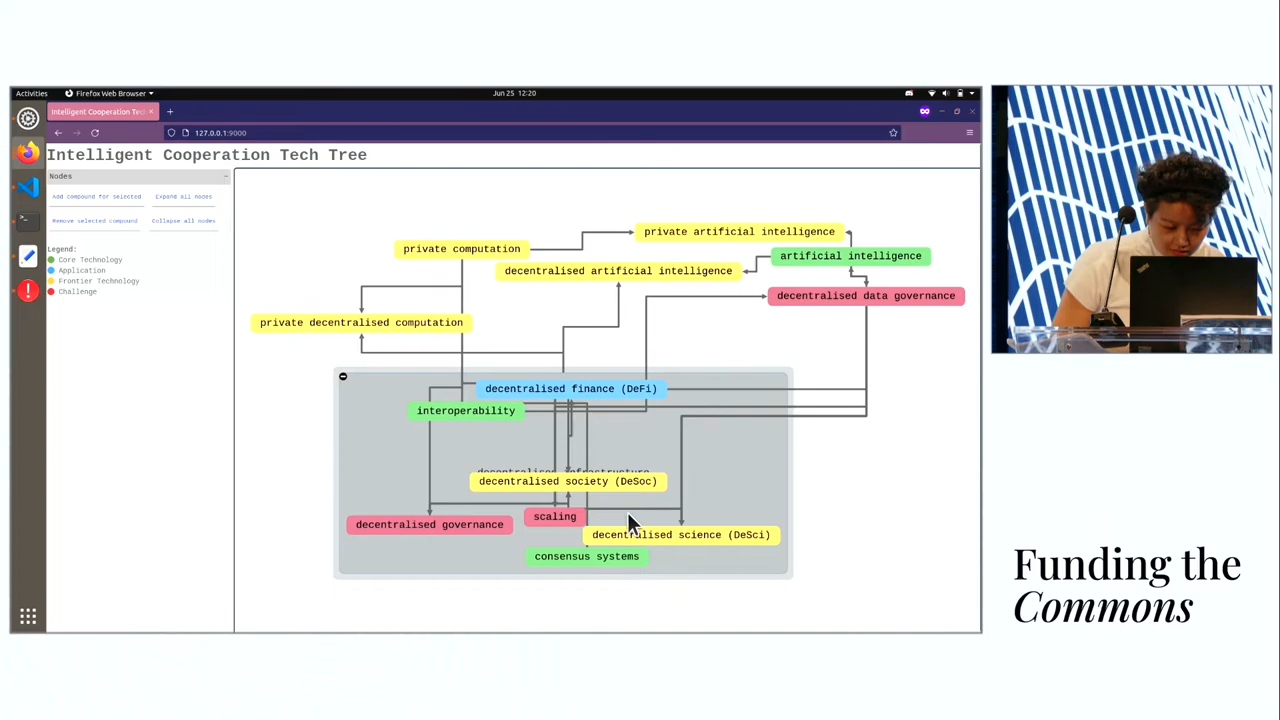 Activities
Firefox Web Browser
Jun 25 12:20
Intelligent Cooperation Tec
127.0.0.1:9000
Intelligent Cooperation Tech Tree
Nodes
Add compound for selected
Expand all nodes
Remove selected compound
Collapse all nodes
Legend:
Core Technology
Application
Frontier Technology
Challenge
private artificial intelligence
private computation
artificial intelligence
decentralised artificial intelligence
decentralised data governance
private decentralised computation
decentralised finance (DeFi)
interoperability
decentralised infrastructure
decentralised society (DeSoc)
scaling
decentralised governance
decentralised science (DeSci)
consensus systems
Funding the
Commons